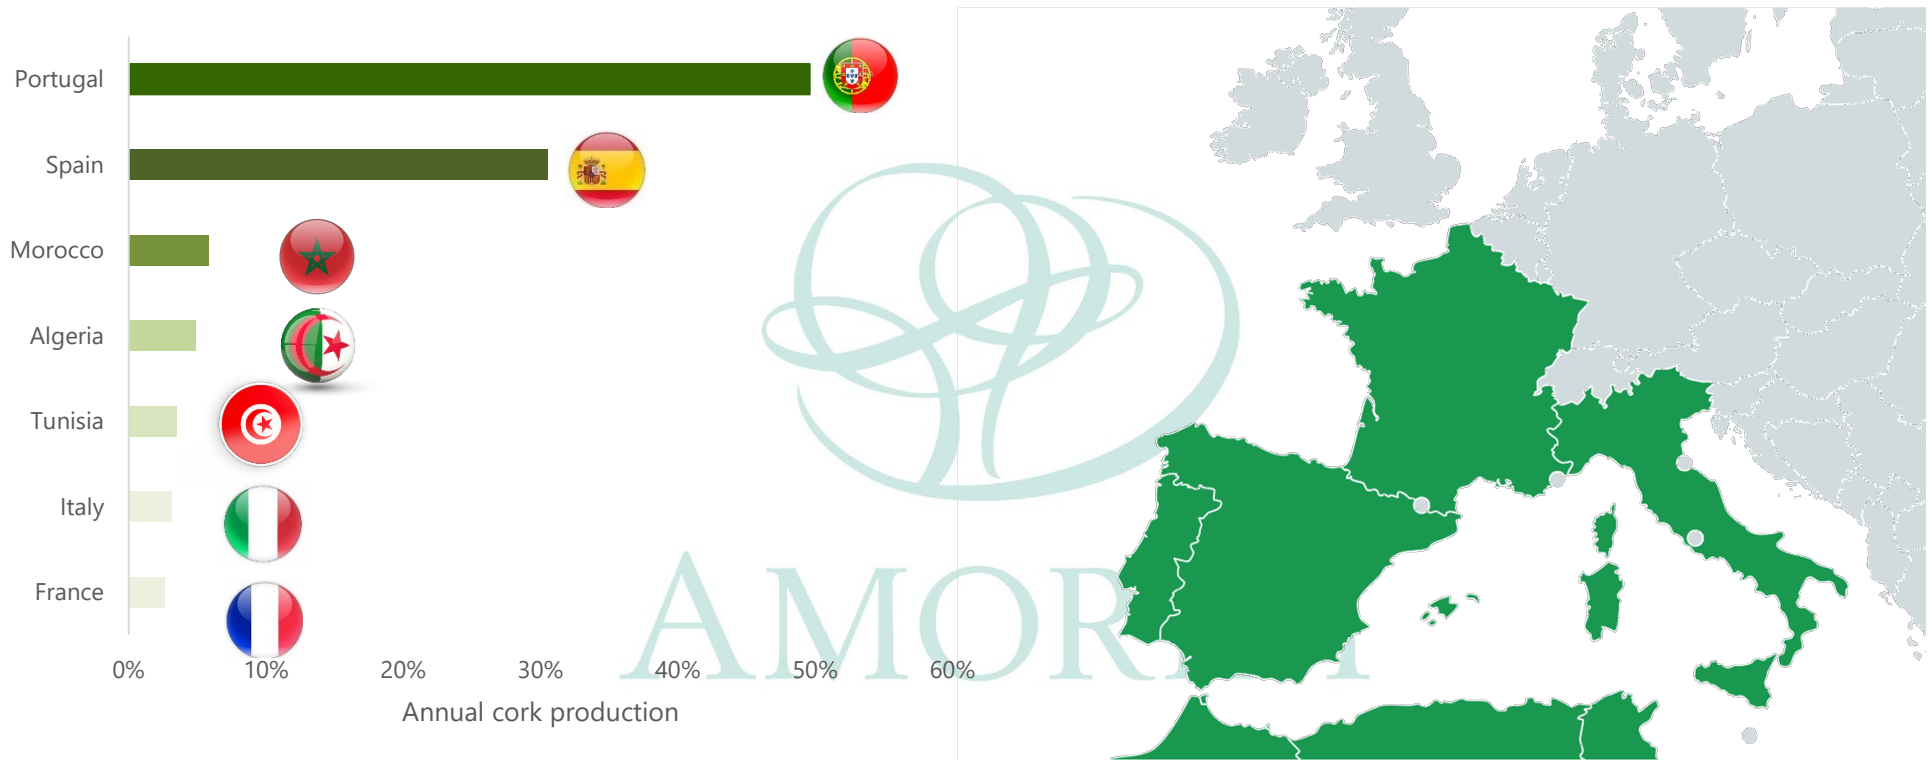 Portugal
Spain
Morocco
Algeria
Tunisia
Italy
France
0% 10% 20% 30% 40% 50% 60%
Annual cork production